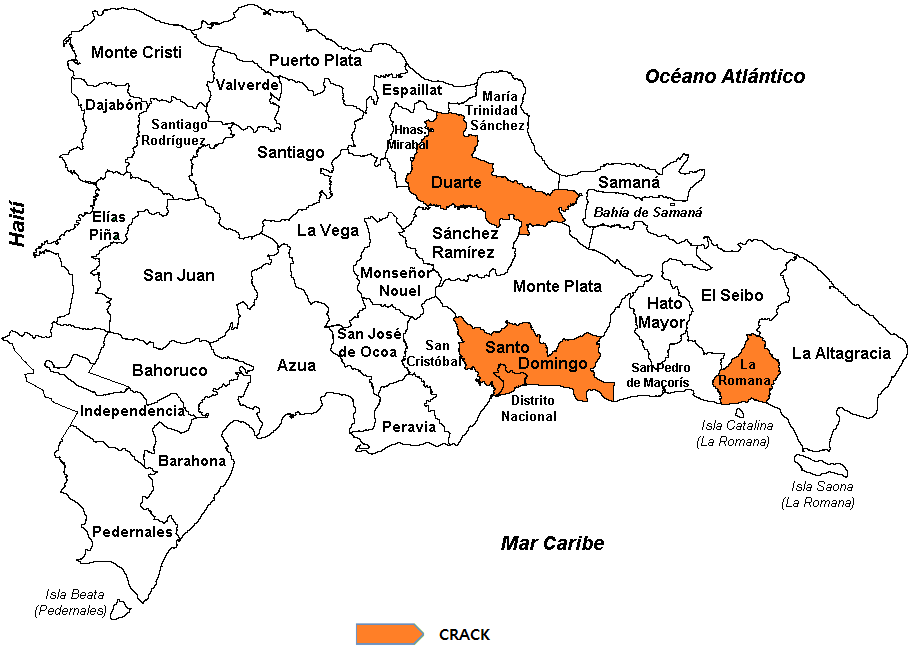 Monte Cristi
Puerto Plata
Océano Atlántico
Valverde
Espaillat
María
Trinidad
Sánchez
Dajabón
Santiago
Rodríguez
Hnas.
Mirabál
Santiago
Duarte
Samaná
Bahía de Samaná
Haití
Elías
Piña
La Vega
Sánchez
Ramírez
San Juan
Monseñor
Nouel
Monte Plata
El Seibo
Hato
Mayor
San José
de Ocoa
San
Cristóbal
Santo
Domingo
La Altagracia
Azua
Bahoruco
San Pedro
de Macorís
La
Romana
Independencia
Distrito
Nacional
Peravia
Isla Catalina
(La Romana)
Barahona
Isla Saona
(La Romana)
Pedernales
Mar Caribe
Isla Beata
(Pedernales)
CRACK